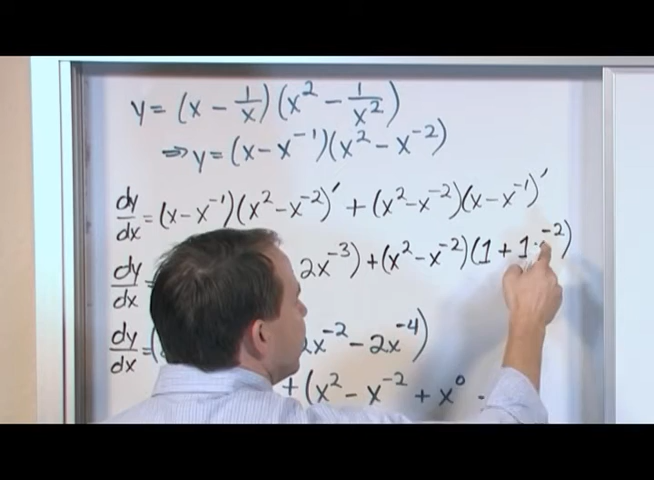 y = (x - 1/x)(x² - 1/x²)
⇒ y = (x - x⁻¹)(x² - x⁻²)
dy/dx = (x - x⁻¹)(x² - x⁻²)' + (x² - x⁻²)(x - x⁻¹)'
dy/dx = 2x⁻³) + (x² - x⁻²)(1 + 1· ⁻²)
dy/dx = ( x⁻² - 2x⁻⁴)
+ (x² - x⁻² + x⁰ -